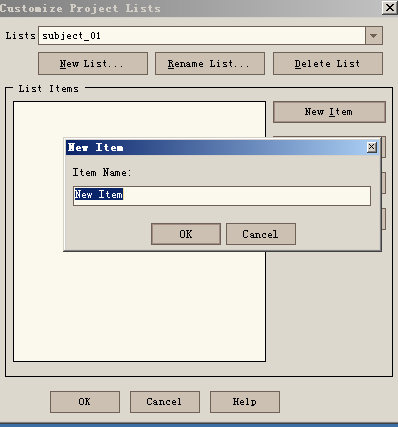 Customize Project Lists
Lists subject_01
New List... Rename List... Delete List
List Items
New Item
New Item
Item Name:
New Item
OK Cancel
OK Cancel Help